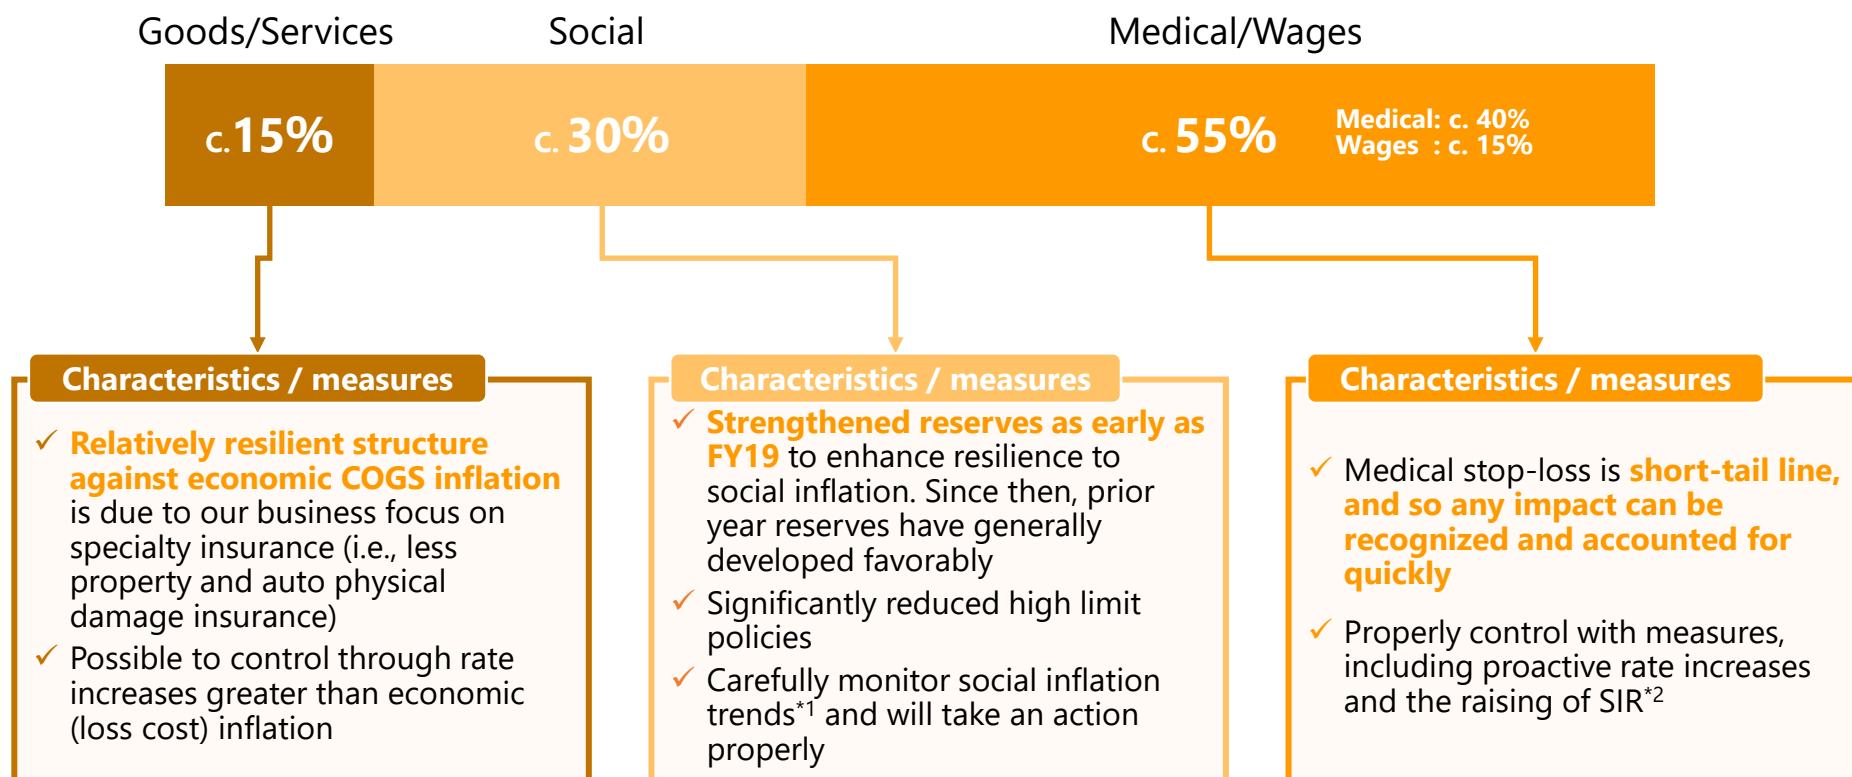 Goods/Services
Social
Medical/Wages
c.15%
c. 30%
c. 55%
Medical: c. 40%
Wages : c. 15%
Characteristics / measures
✓ Relatively resilient structure
against economic COGS inflation
is due to our business focus on
specialty insurance (i.e., less
property and auto physical
damage insurance)
✓ Possible to control through rate
increases greater than economic
(loss cost) inflation
Characteristics / measures
✓ Strengthened reserves as early as
FY19 to enhance resilience to
social inflation. Since then, prior
year reserves have generally
developed favorably
✓ Significantly reduced high limit
policies
✓ Carefully monitor social inflation
trends*1 and will take an action
properly
Characteristics / measures
✓ Medical stop-loss is short-tail line,
and so any impact can be
recognized and accounted for
quickly
✓ Properly control with measures,
including proactive rate increases
and the raising of SIR*2